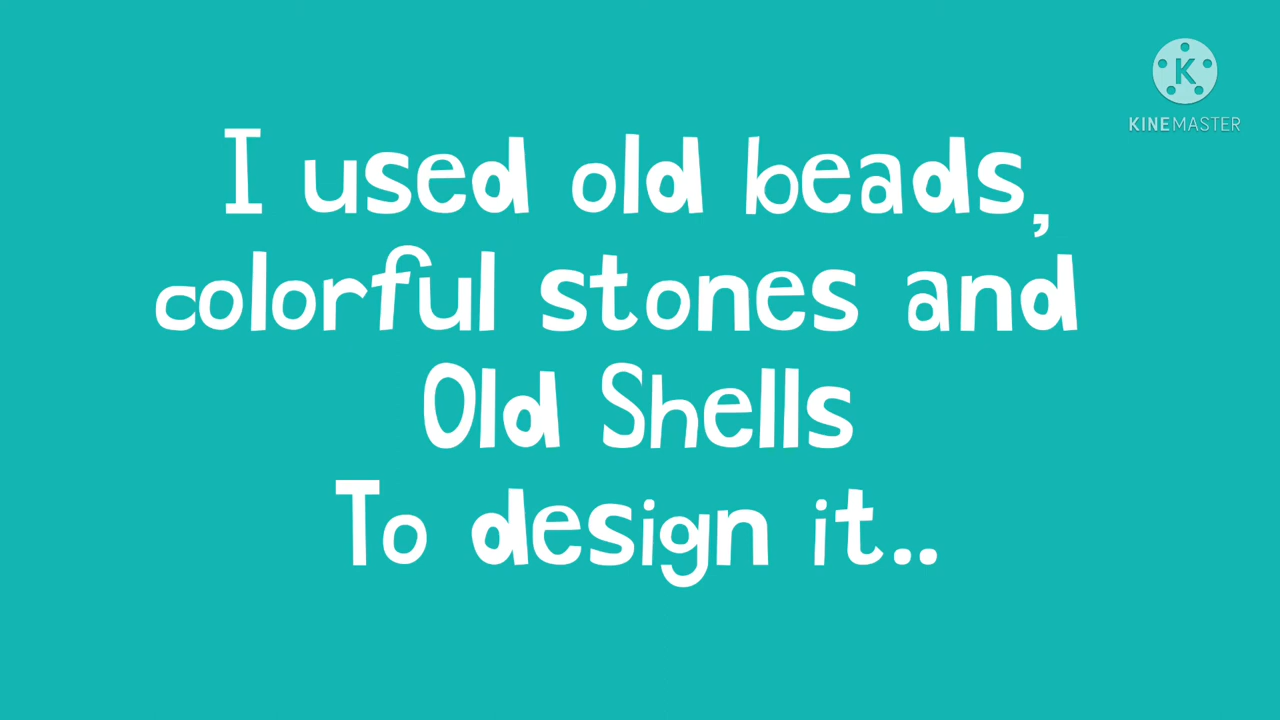 KINEMASTER
I used old beads,
colorful stones and
Old Shells
To design it..